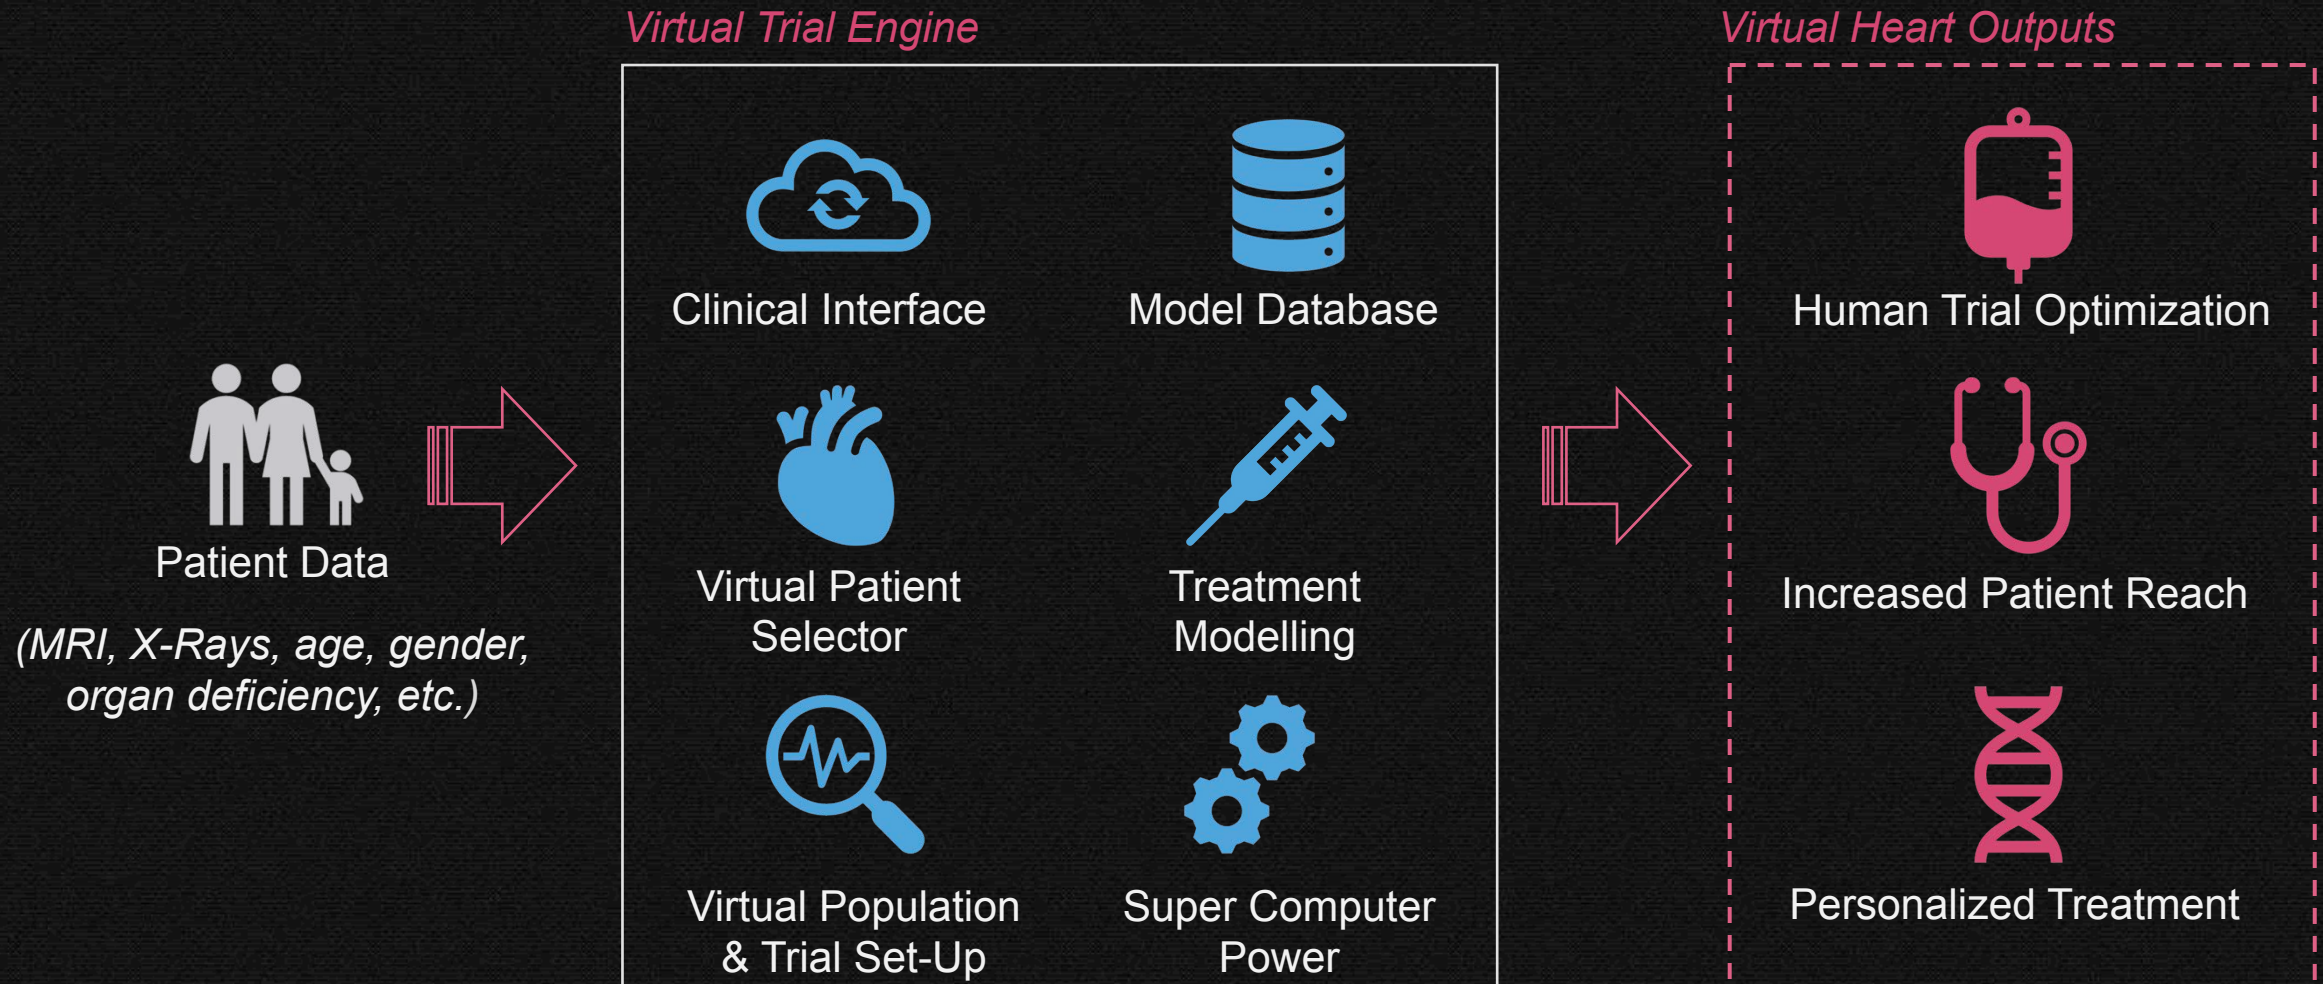 Virtual Trial Engine
Virtual Heart Outputs
Patient Data
(MRI, X-Rays, age, gender,
organ deficiency, etc.)
Clinical Interface
Model Database
Virtual Patient
Selector
Treatment
Modelling
Virtual Population
& Trial Set-Up
Super Computer
Power
Human Trial Optimization
Increased Patient Reach
Personalized Treatment